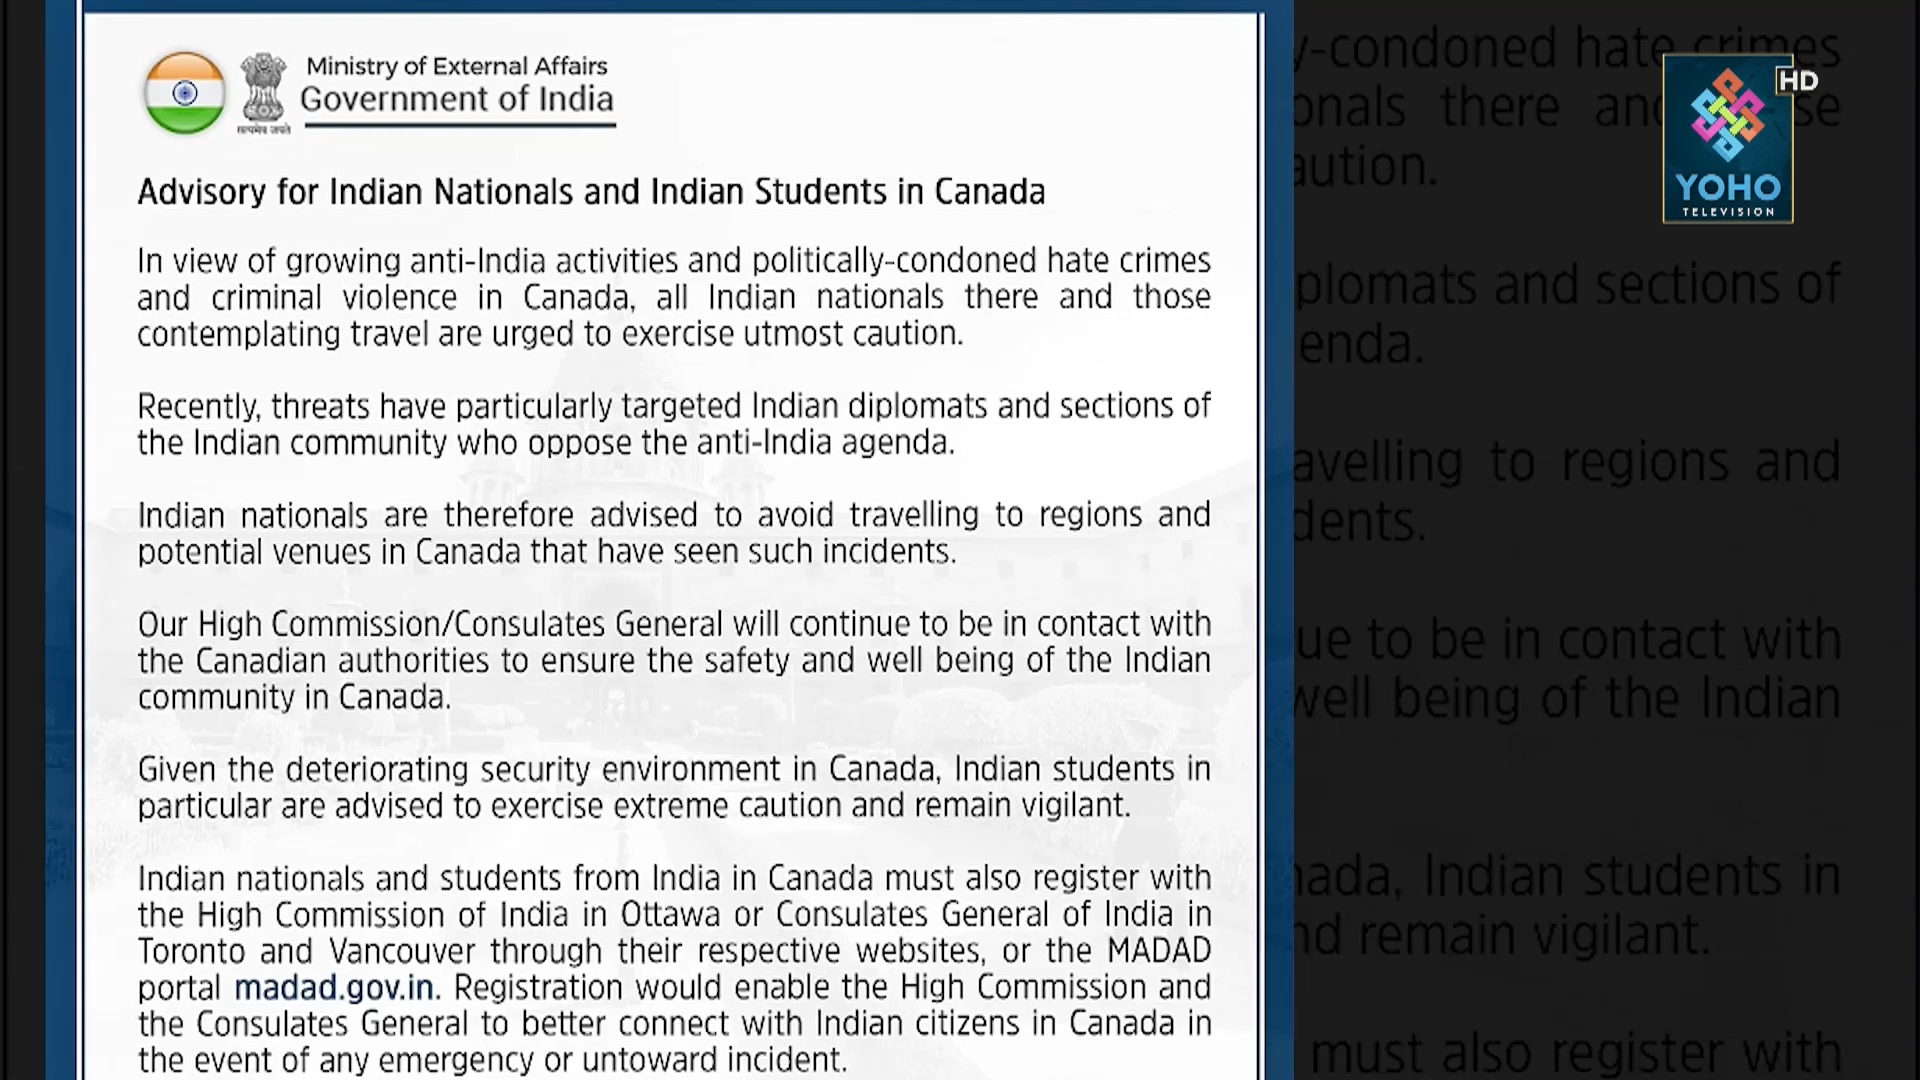 Ministry of External Affairs
Government of India
सत्यमेव जयते
Advisory for Indian Nationals and Indian Students in Canada
In view of growing anti-India activities and politically-condoned hate crimes
and criminal violence in Canada, all Indian nationals there and those
contemplating travel are urged to exercise utmost caution.
Recently, threats have particularly targeted Indian diplomats and sections of
the Indian community who oppose the anti-India agenda.
Indian nationals are therefore advised to avoid travelling to regions and
potential venues in Canada that have seen such incidents.
Our High Commission/Consulates General will continue to be in contact with
the Canadian authorities to ensure the safety and well being of the Indian
community in Canada.
Given the deteriorating security environment in Canada, Indian students in
particular are advised to exercise extreme caution and remain vigilant.
Indian nationals and students from India in Canada must also register with
the High Commission of India in Ottawa or Consulates General of India in
Toronto and Vancouver through their respective websites, or the MADAD
portal madad.gov.in. Registration would enable the High Commission and
the Consulates General to better connect with Indian citizens in Canada in
the event of any emergency or untoward incident.
y-condoned hate crimes
onals there and se
aution.
plomats and sections of
enda.
avelling to regions and
dents.
ue to be in contact with
well being of the Indian
nada, Indian students in
nd remain vigilant.
must also register with
HD
YOHO
TELEVISION